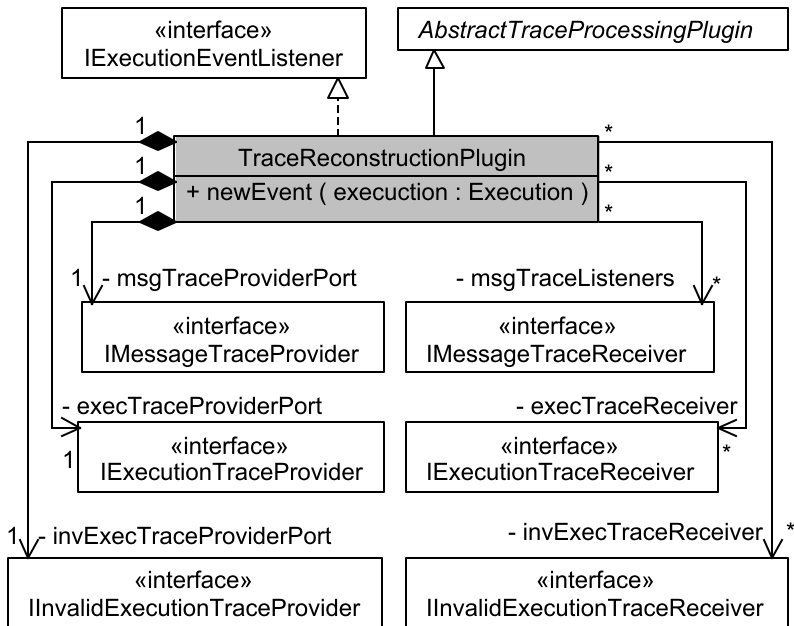 «interface»
IExecutionEventListener
AbstractTraceProcessingPlugin
1
*
TraceReconstructionPlugin
1
*
+ newEvent ( execuction : Execution )
1
*
1
- msgTraceProviderPort
- msgTraceListeners
*
«interface»
IMessageTraceProvider
«interface»
IMessageTraceReceiver
- execTraceProviderPort
- execTraceReceiver
1
«interface»
IExecutionTraceProvider
«interface»
IExecutionTraceReceiver
*
1
- invExecTraceProviderPort
- invExecTraceReceiver
*
«interface»
IInvalidExecutionTraceProvider
«interface»
IInvalidExecutionTraceReceiver